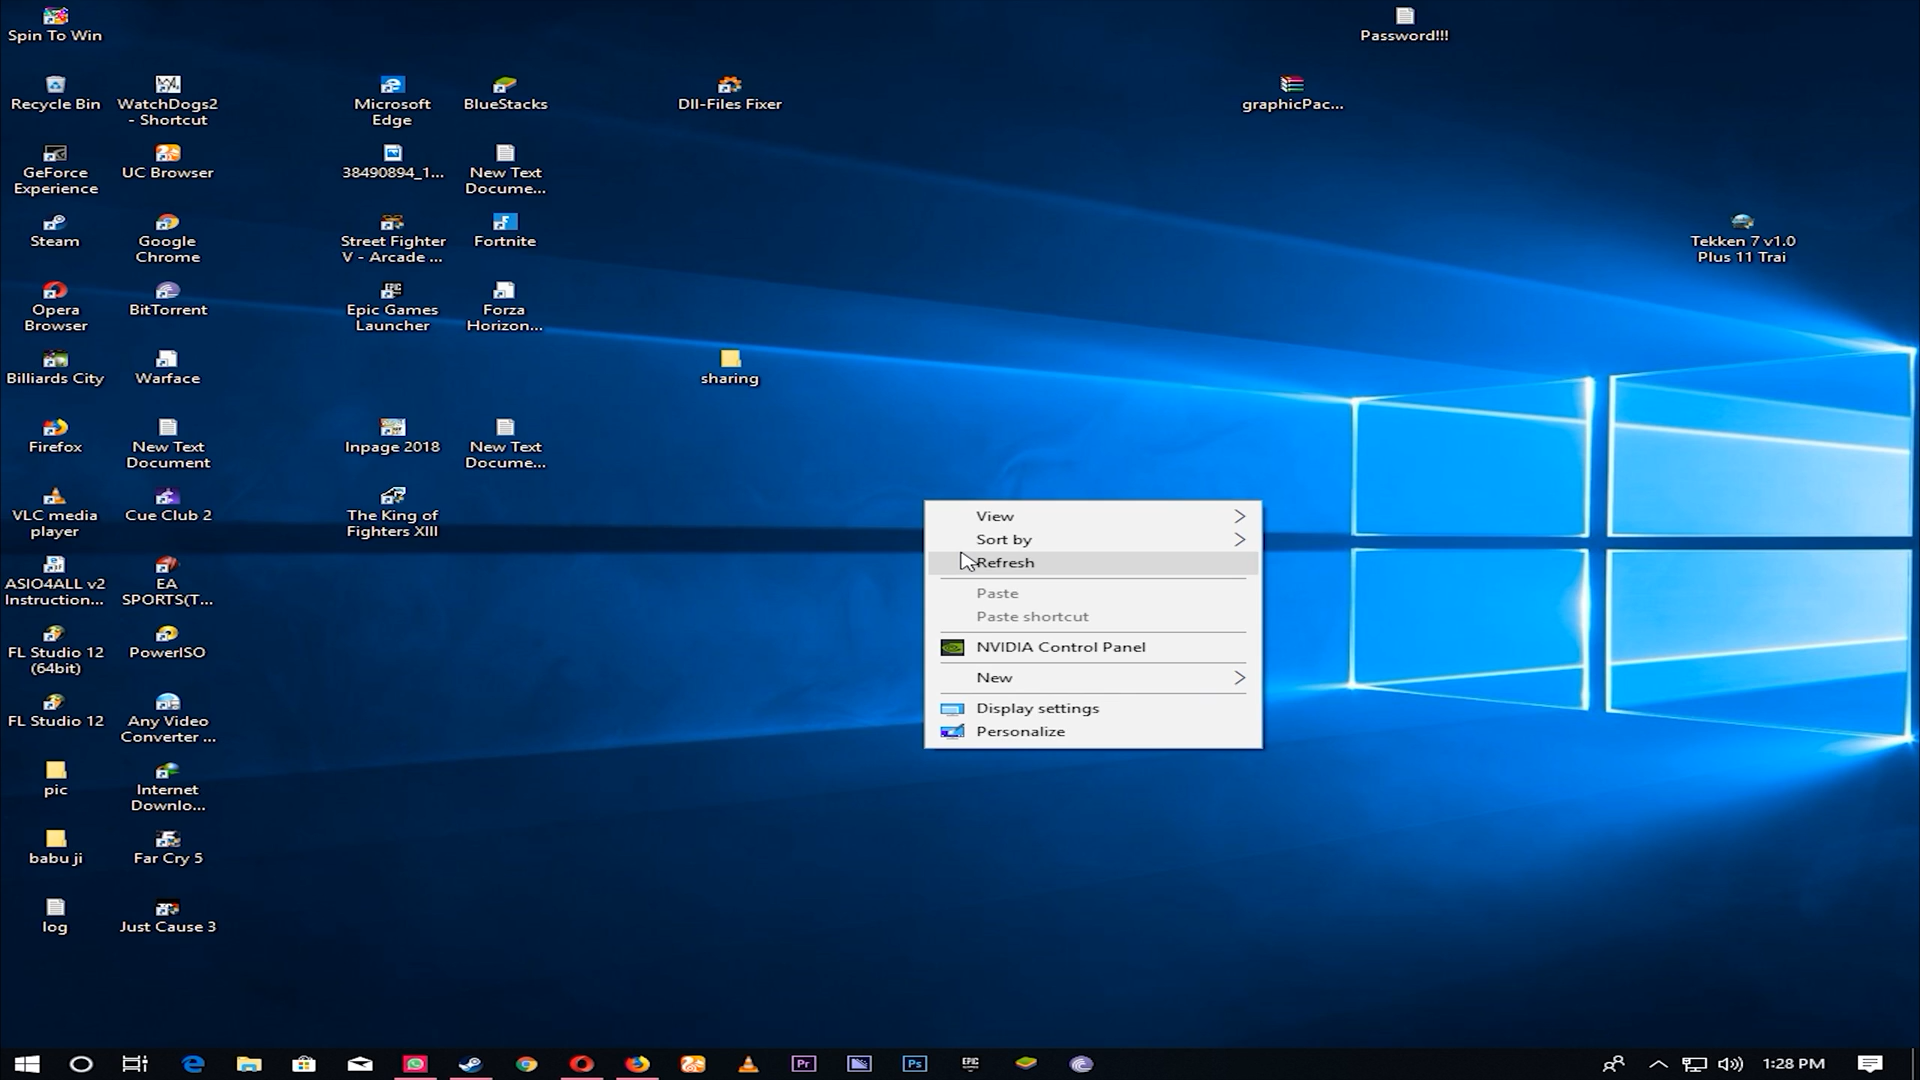 Spin To Win
Password!!!
Recycle Bin
WatchDogs2
- Shortcut
Microsoft
Edge
BlueStacks
Dll-Files Fixer
graphicPac...
GeForce
Experience
UC Browser
38490894_1...
New Text
Docume...
Steam
Google
Chrome
Street Fighter
V - Arcade ...
Fortnite
Tekken 7 v1.0
Plus 11 Trai
Opera
Browser
BitTorrent
EPIC
Epic Games
Launcher
Forza
Horizon...
Billiards City
Warface
sharing
Firefox
New Text
Document
Inpage 2018
New Text
Docume...
VLC media
player
Cue Club 2
The King of
Fighters XIII
View
Sort by
Refresh
Paste
Paste shortcut
NVIDIA Control Panel
New
Display settings
Personalize
ASIO4ALL v2
Instruction...
EA
SPORTS(T...
FL Studio 12
(64bit)
PowerISO
FL Studio 12
Any Video
Converter ...
pic
Internet
Downlo...
babu ji
Far Cry 5
log
Just Cause 3
Pr
Ps
EPIC
1:28 PM